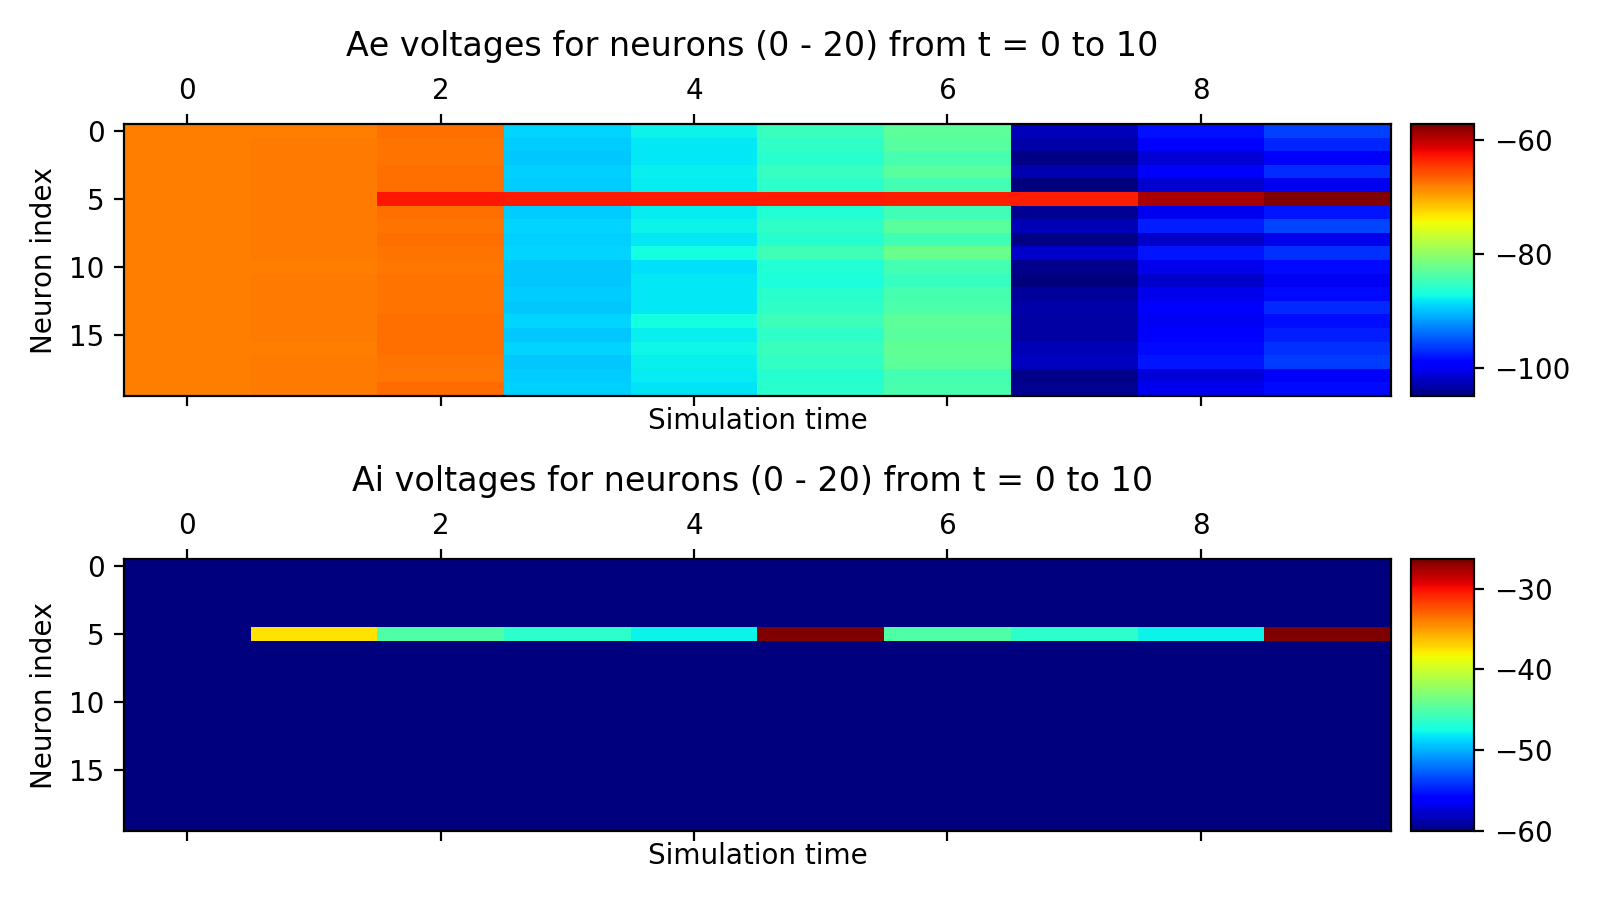 Ae voltages for neurons (0 - 20) from t = 0 to 10
0 2 4 6 8
Neuron index
0
5
10
15
−60
−80
−100
Simulation time
Ai voltages for neurons (0 - 20) from t = 0 to 10
0 2 4 6 8
Neuron index
0
5
10
15
−30
−40
−50
−60
Simulation time